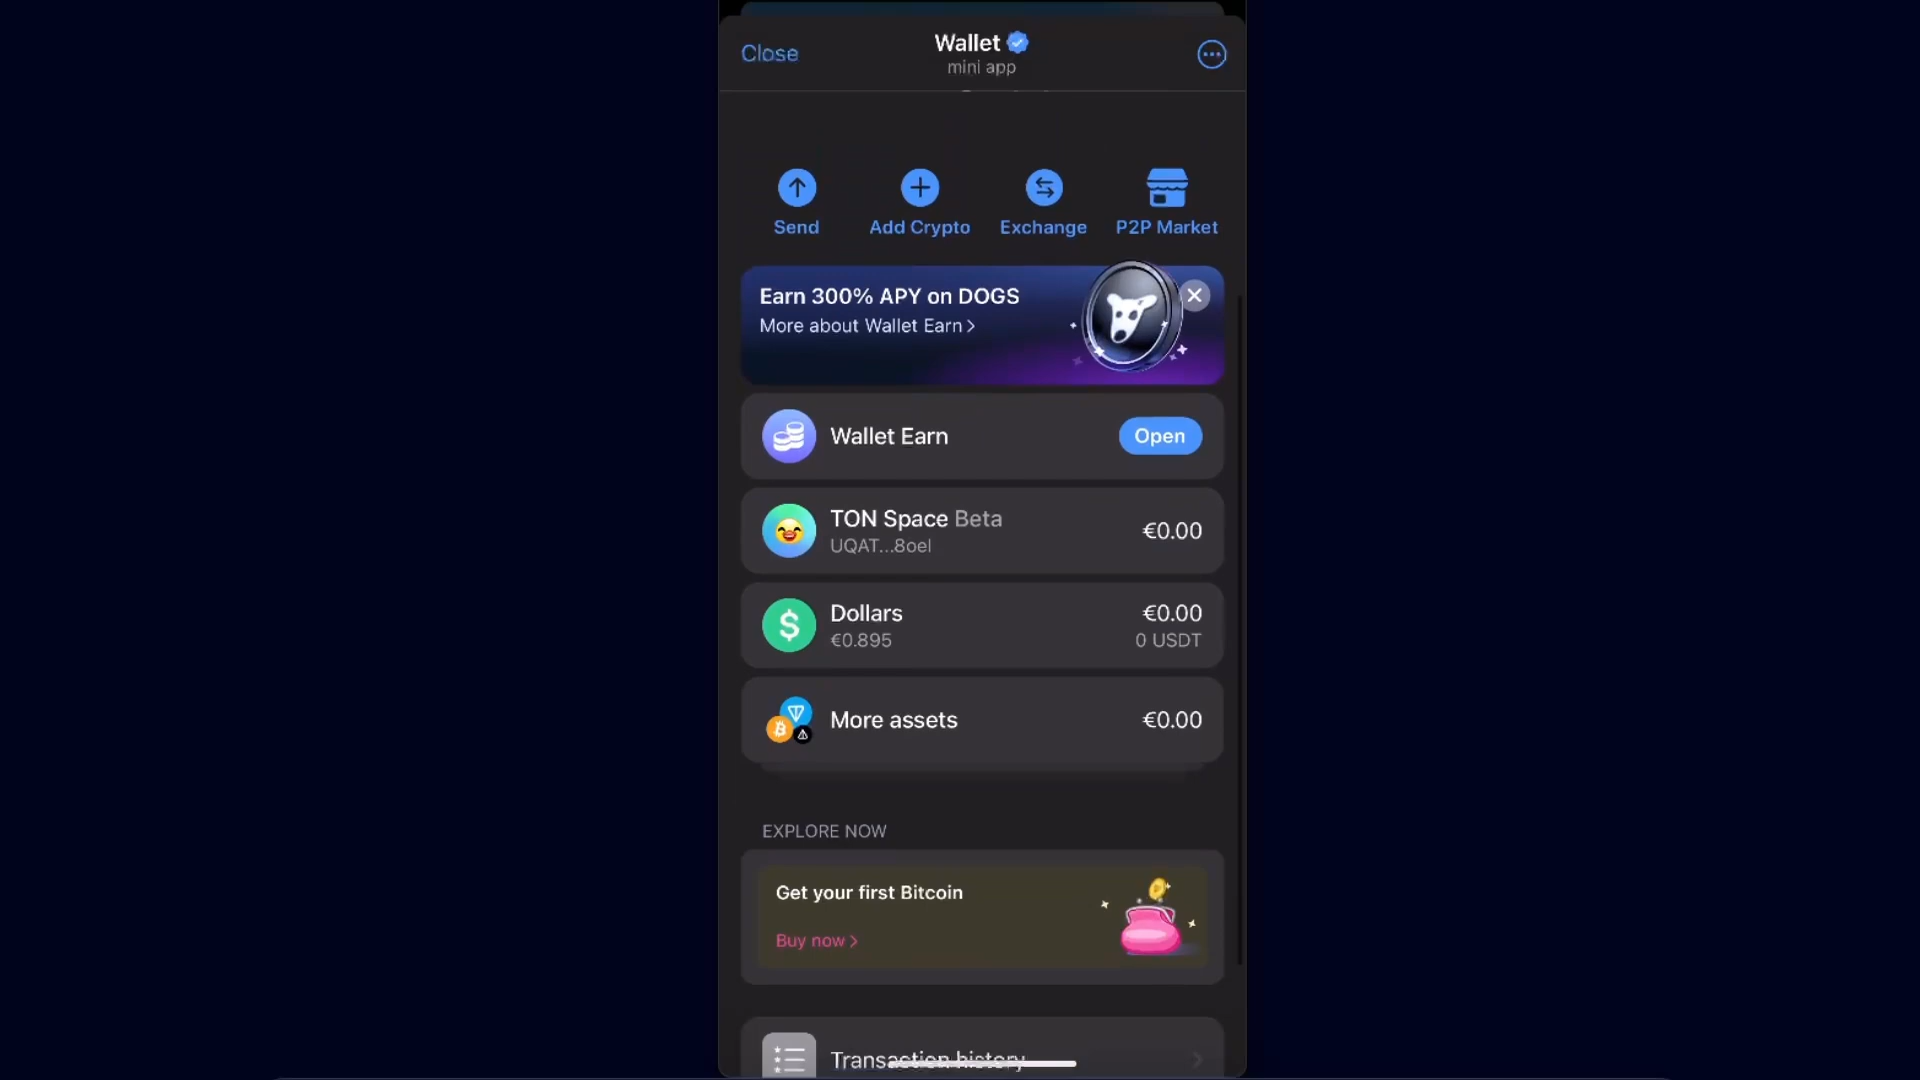 Close
Wallet
mini app
Send
Add Crypto
Exchange
P2P Market
Earn 300% APY on DOGS
More about Wallet Earn >
Wallet Earn
Open
TON Space Beta
UQAT...8oel
€0.00
Dollars
€0.895
€0.00
0 USDT
More assets
€0.00
EXPLORE NOW
Get your first Bitcoin
Buy now >
Transaction history